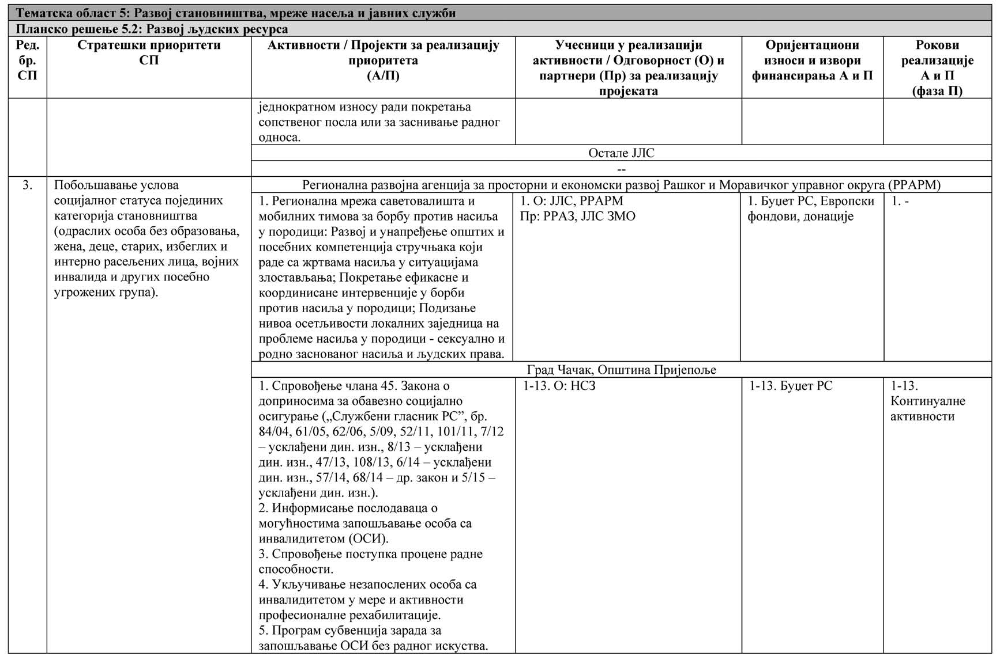 Тематска област 5: Развој становништва, мреже насеља и јавних служби
Планско решење 5.2: Развој људских ресурса
Ред.
бр.
СП
Стратешки приоритети
СП
Активности / Пројекти за реализацију
приоритета
(А/П)
Учесници у реализацији
активности / Одговорност (О) и
партнери (Пр) за реализацију
пројеката
Оријентациони
износи и извори
финансирања А и П
Рокови
реализације
А и П
(фаза П)
једнократном износу ради покретања
сопственог посла или за заснивање радног
односа.
Остале ЈЛС
--
3.
Побољшавање услова
социјалног статуса појединих
категорија становништва
(одраслих особа без образовања,
жена, деце, старих, избеглих и
интерно расељених лица, војних
инвалида и других посебно
угрожених група).
Регионална развојна агенција за просторни и економски развој Рашког и Моравичког управног округа (РРАРМ)
1. Регионална мрежа саветовалишта и
мобилних тимова за борбу против насиља
у породици: Развој и унапређење општих и
посебних компетенција стручњака који
раде са жртвама насиља у ситуацијама
злостављања; Покретање ефикасне и
координисане интервенције у борби
против насиља у породици; Подизање
нивоа осетљивости локалних заједница на
проблеме насиља у породици - сексуално и
родно заснованог насиља и људских права.
1. О: ЈЛС, РРАРМ
Пр: РРАЗ, ЈЛС ЗМО
1. Буџет РС, Европски
фондови, донације
1. -
Град Чачак, Општина Пријепоље
1. Спровођење члана 45. Закона о
доприносима за обавезно социјално
осигурање („Службени гласник РС”, бр.
84/04, 61/05, 62/06, 5/09, 52/11, 101/11, 7/12
– усклађени дин. изн., 8/13 – усклађени
дин. изн., 47/13, 108/13, 6/14 – усклађени
дин. изн., 57/14, 68/14 – др. закон и 5/15 –
усклађени дин. изн.).
2. Информисање послодаваца о
могућностима запошљавање особа са
инвалидитетом (ОСИ).
3. Спровођење поступка процене радне
способности.
4. Укључивање незапослених особа са
инвалидитетом у мере и активности
професионалне рехабилитације.
5. Програм субвенција зарада за
запошљавање ОСИ без радног искуства.
1-13. О: НСЗ
1-13. Буџет РС
1-13.
Континуалне
активности